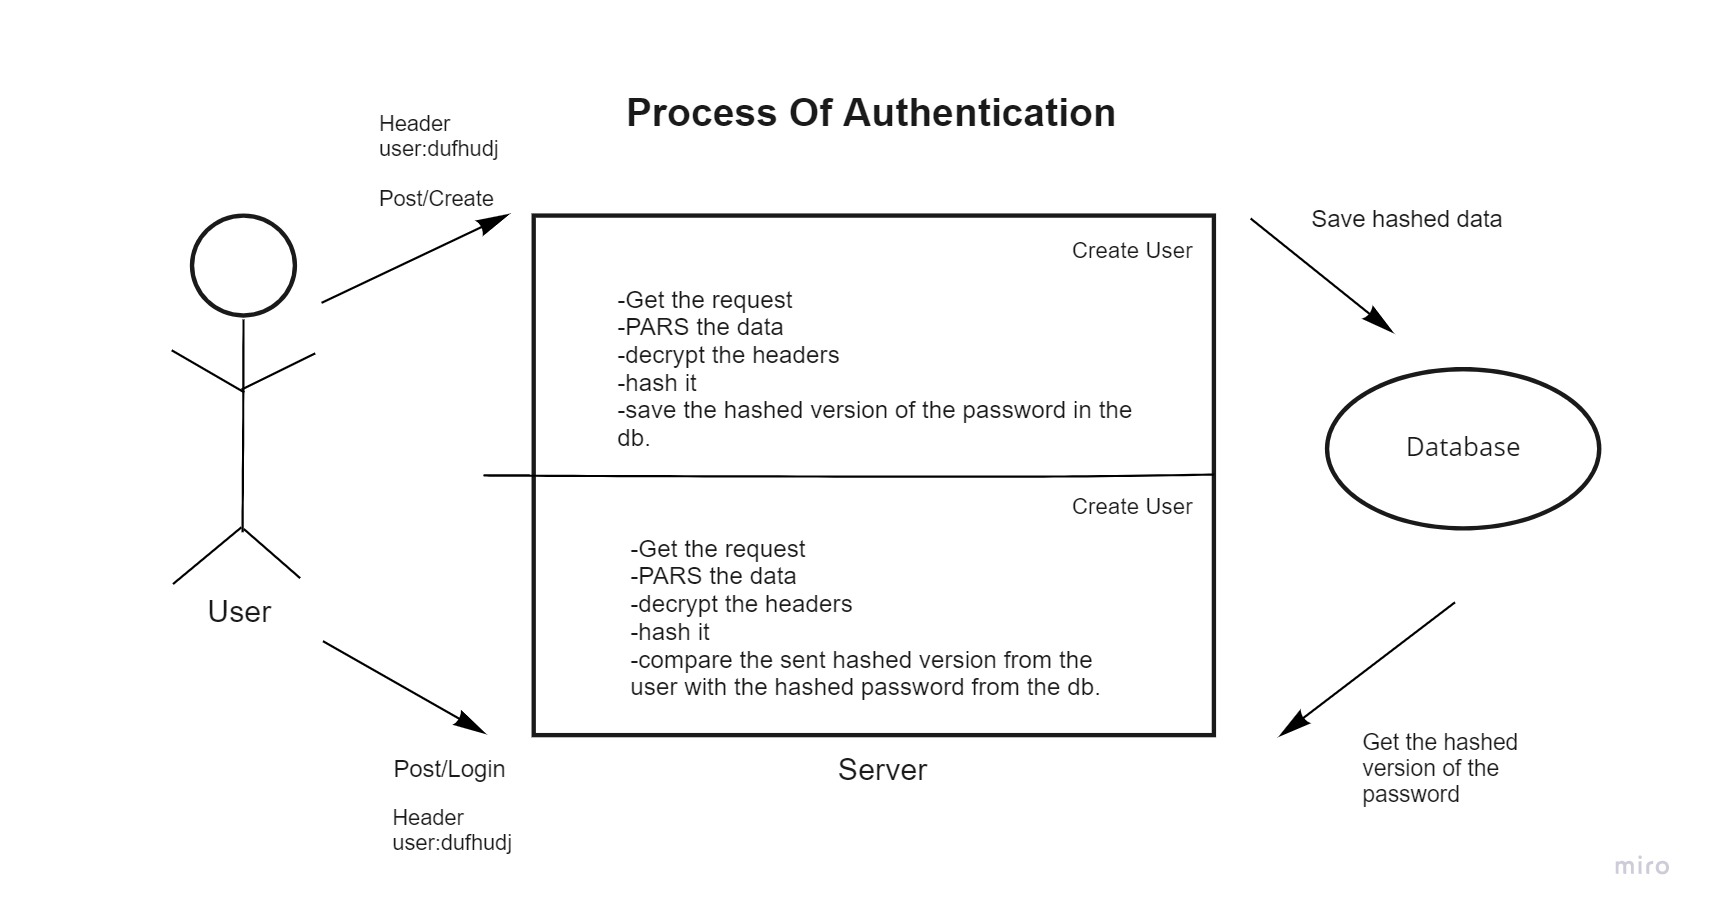 Process Of Authentication
Header
user:dufhudj
Post/Create
Save hashed data
Create User
-Get the request
-PARS the data
-decrypt the headers
-hash it
-save the hashed version of the password in the
db.
Database
Create User
-Get the request
-PARS the data
-decrypt the headers
-hash it
-compare the sent hashed version from the
user with the hashed password from the db.
User
Server
Post/Login
Header
user:dufhudj
Get the hashed
version of the
password
miro